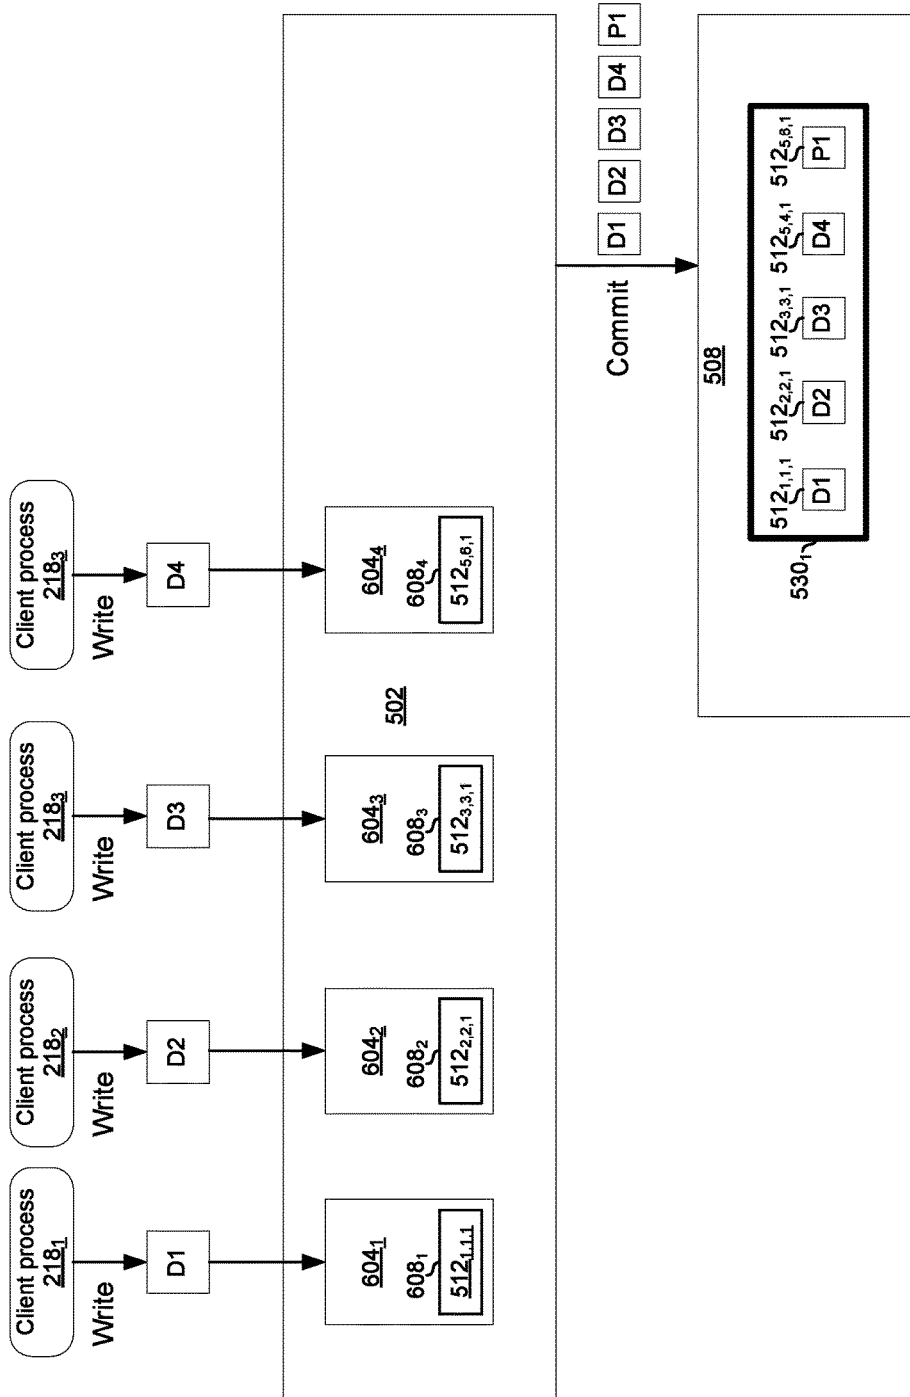 Client process
218₁
Client process
218₂
Client process
218₃
Client process
218₃
Write
Write
Write
Write
D1
D2
D3
D4
604₁
608₁
512₁,₁,₁
604₂
608₂
512₂,₂,₁
604₃
608₃
512₃,₃,₁
604₄
608₄
512₅,₆,₁
502
Commit
D1 D2 D3 D4 P1
508
512₁,₁,₁ 512₂,₂,₁ 512₃,₃,₁ 512₅,₄,₁ 512₅,₆,₁
D1 D2 D3 D4 P1
530₁